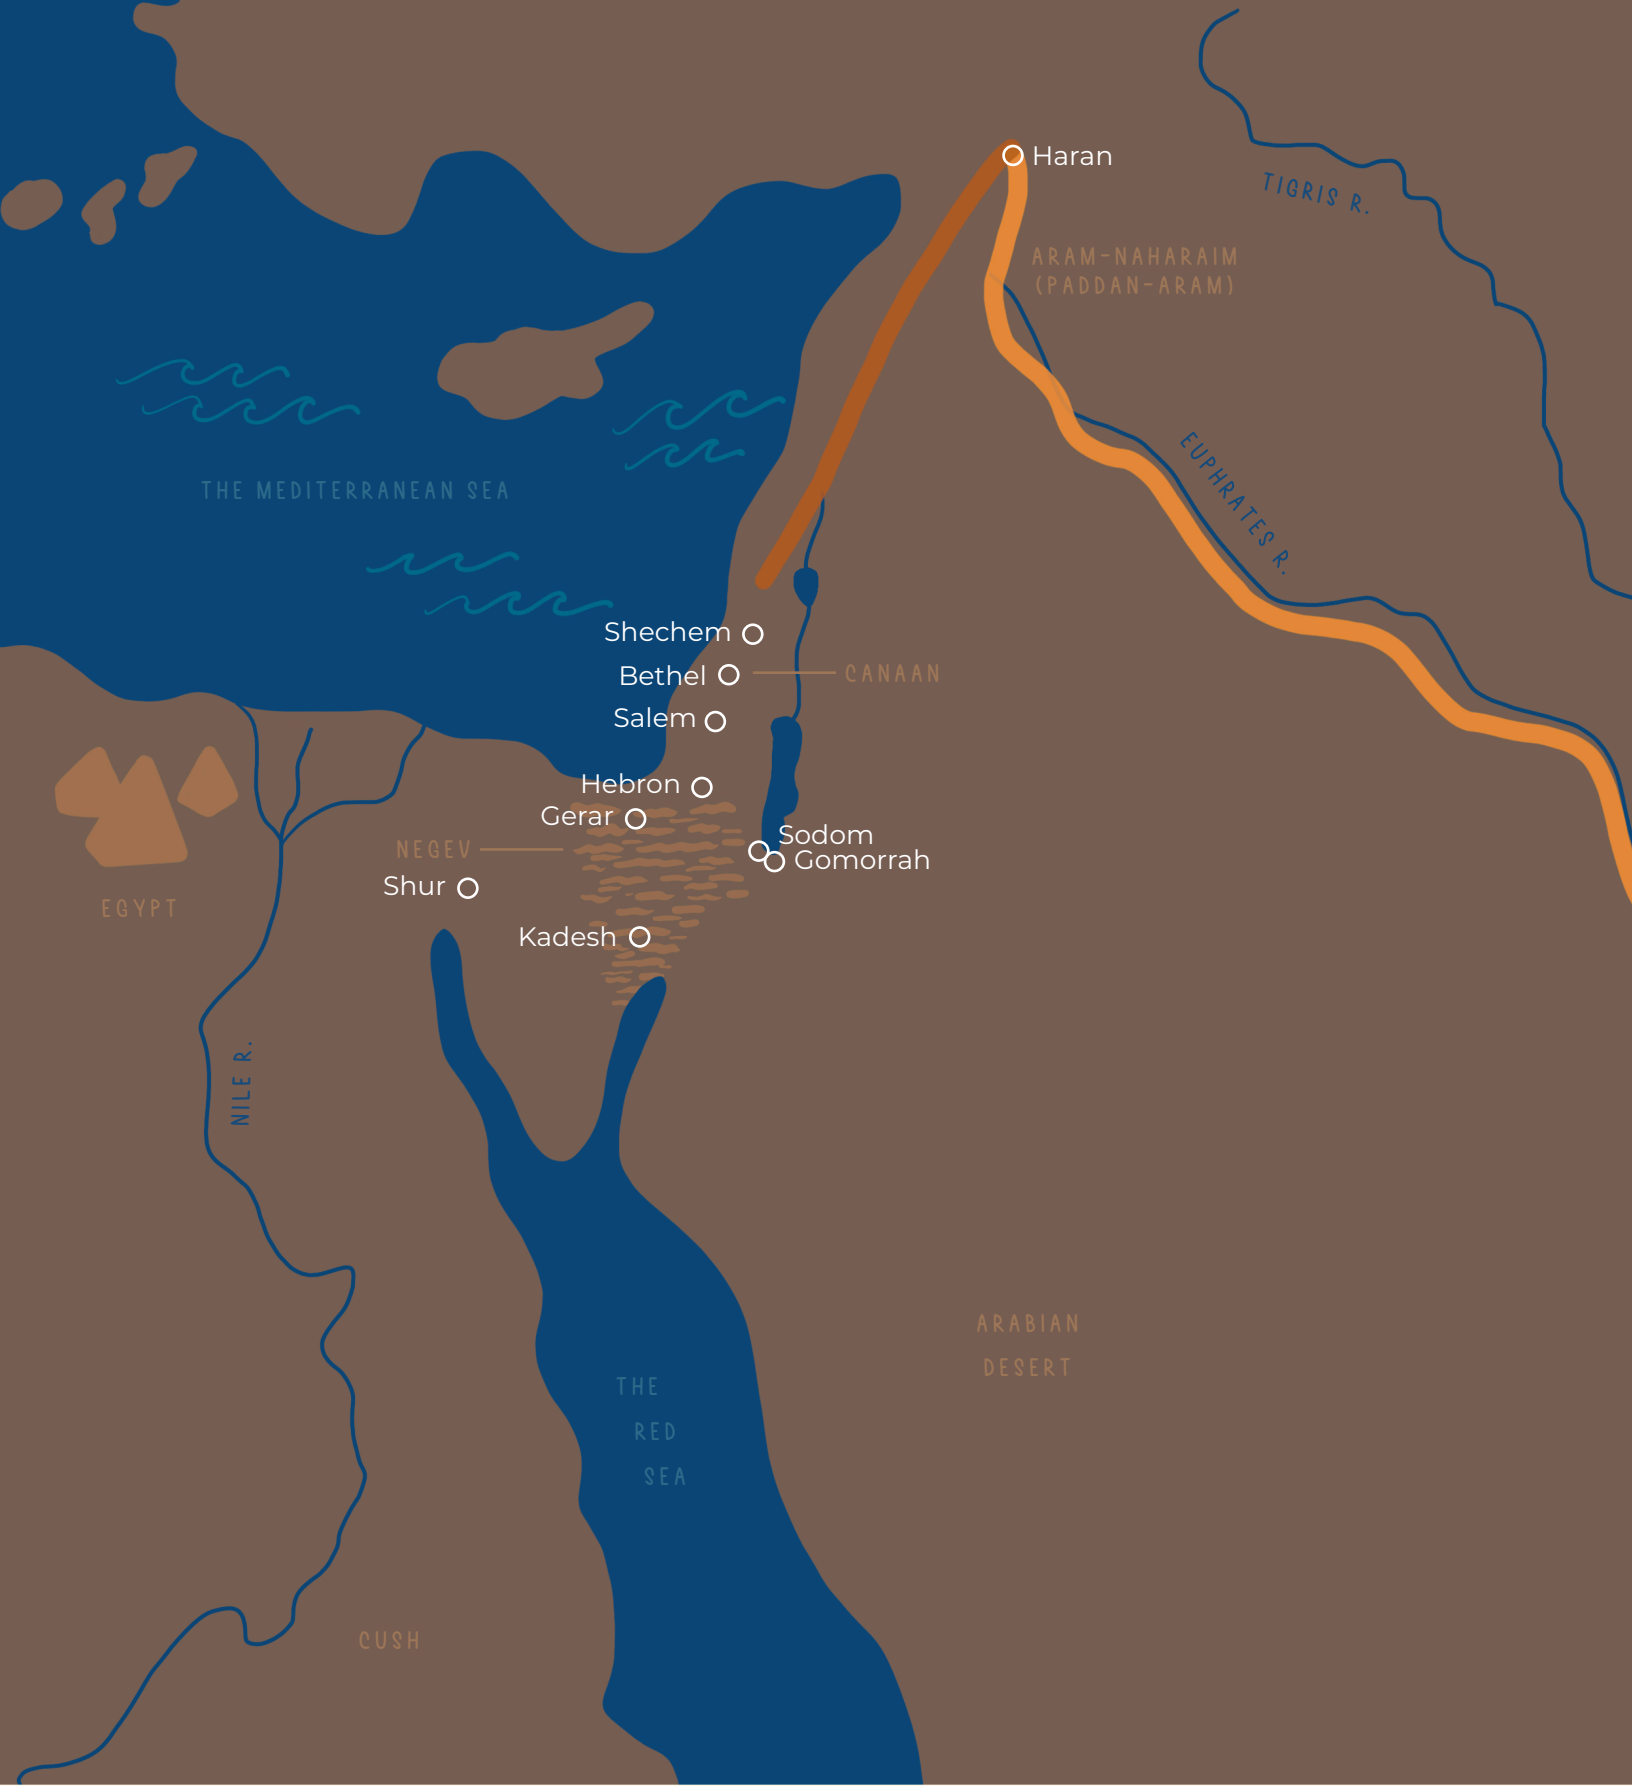 Haran
TIGRIS R.
ARAM-NAHARAIM
(PADDAN-ARAM)
EUPHRATES R.
THE MEDITERRANEAN SEA
Shechem
Bethel
CANAAN
Salem
Hebron
Gerar
Sodom
NEGEV
Gomorrah
Shur
EGYPT
Kadesh
NILE R.
ARABIAN
DESERT
THE
RED
SEA
CUSH